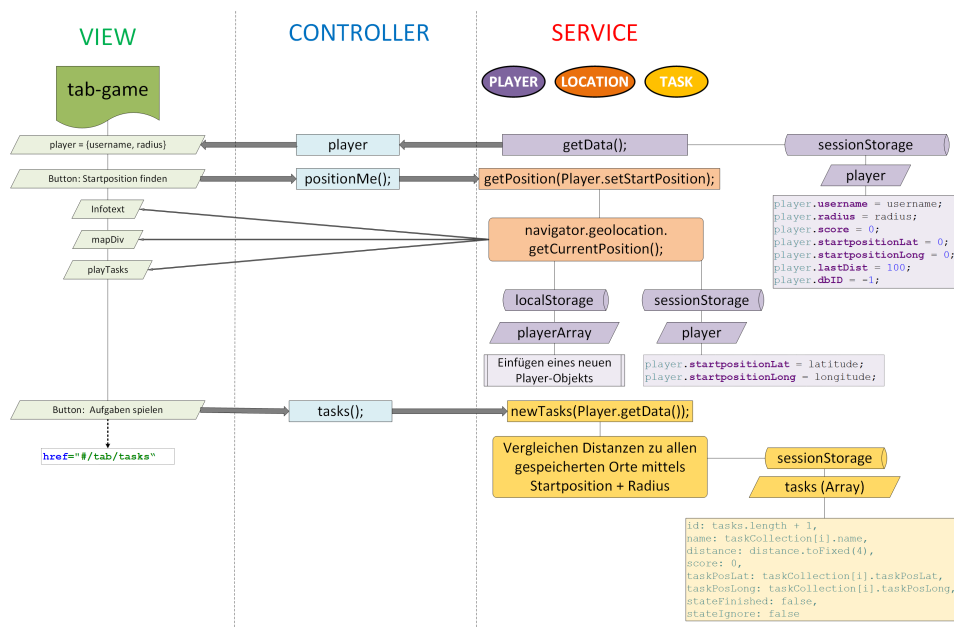 VIEW
CONTROLLER
SERVICE
tab-game
PLAYER
LOCATION
TASK
player = {username, radius}
player
getData();
sessionStorage
player
player.username = username;
player.radius = radius;
player.score = 0;
player.startpositionLat = 0;
player.startpositionLong = 0;
player.lastDist = 100;
player.dbID = -1;
Button: Startposition finden
positionMe();
getPosition(Player.setStartPosition);
Infotext
mapDiv
playTasks
navigator.geolocation.
getCurrentPosition();
localStorage
sessionStorage
playerArray
player
Einfügen eines neuen
Player-Objekts
player.startpositionLat = latitude;
player.startpositionLong = longitude;
Button: Aufgaben spielen
tasks();
newTasks(Player.getData());
href="#/tab/tasks“
Vergleichen Distanzen zu allen
gespeicherten Orte mittels
Startposition + Radius
sessionStorage
tasks (Array)
id: tasks.length + 1,
name: taskCollection[i].name,
distance: distance.toFixed(4),
score: 0,
taskPosLat: taskCollection[i].taskPosLat,
taskPosLong: taskCollection[i].taskPosLong,
stateFinished: false,
stateIgnore: false